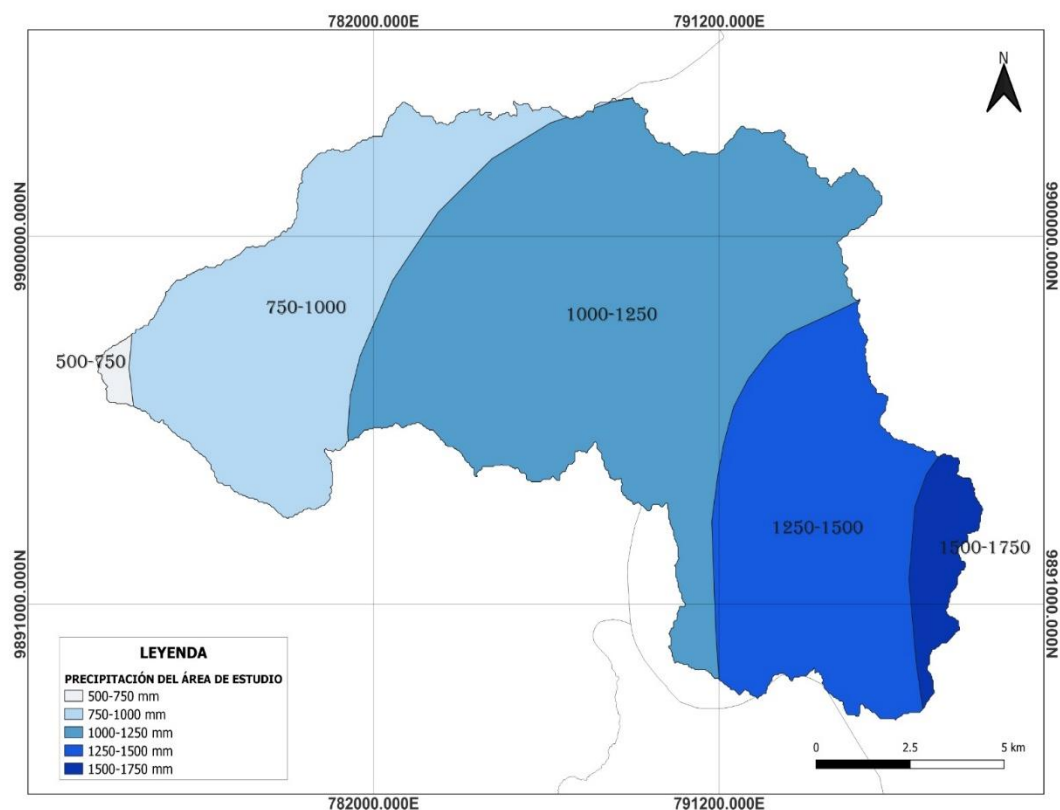 782000.000E 791200.000E
N
9900000.000N 9900000.000N
750-1000
1000-1250
500-750
1250-1500
1500-1750
9891000.000N 9891000.000N
LEYENDA
PRECIPITACIÓN DEL ÁREA DE ESTUDIO
500-750 mm
750-1000 mm
1000-1250 mm
1250-1500 mm
1500-1750 mm
0 2.5 5 km
782000.000E 791200.000E